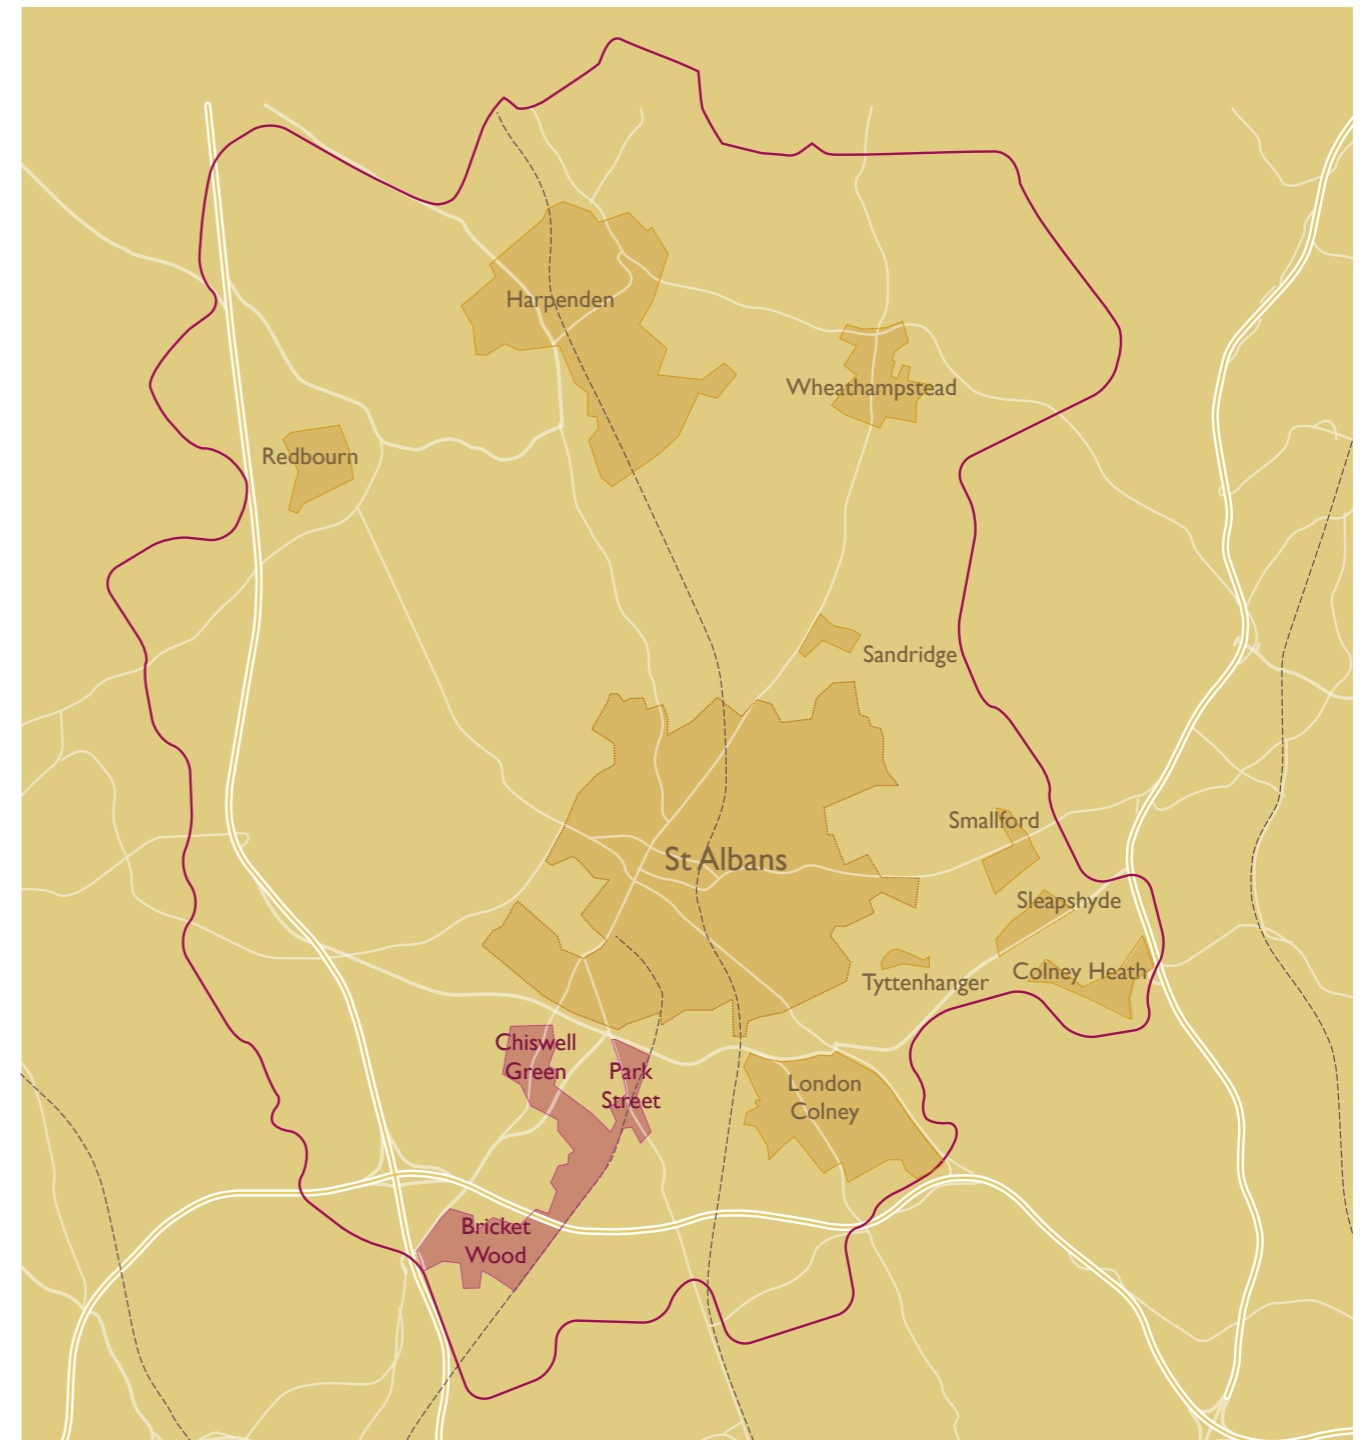 Harpenden
Wheathampstead
Redbourn
Sandridge
Smallford
St Albans
Sleapshyde
Colney Heath
Tyttenhanger
Chiswell
Green
Park
Street
London
Colney
Bricket
Wood